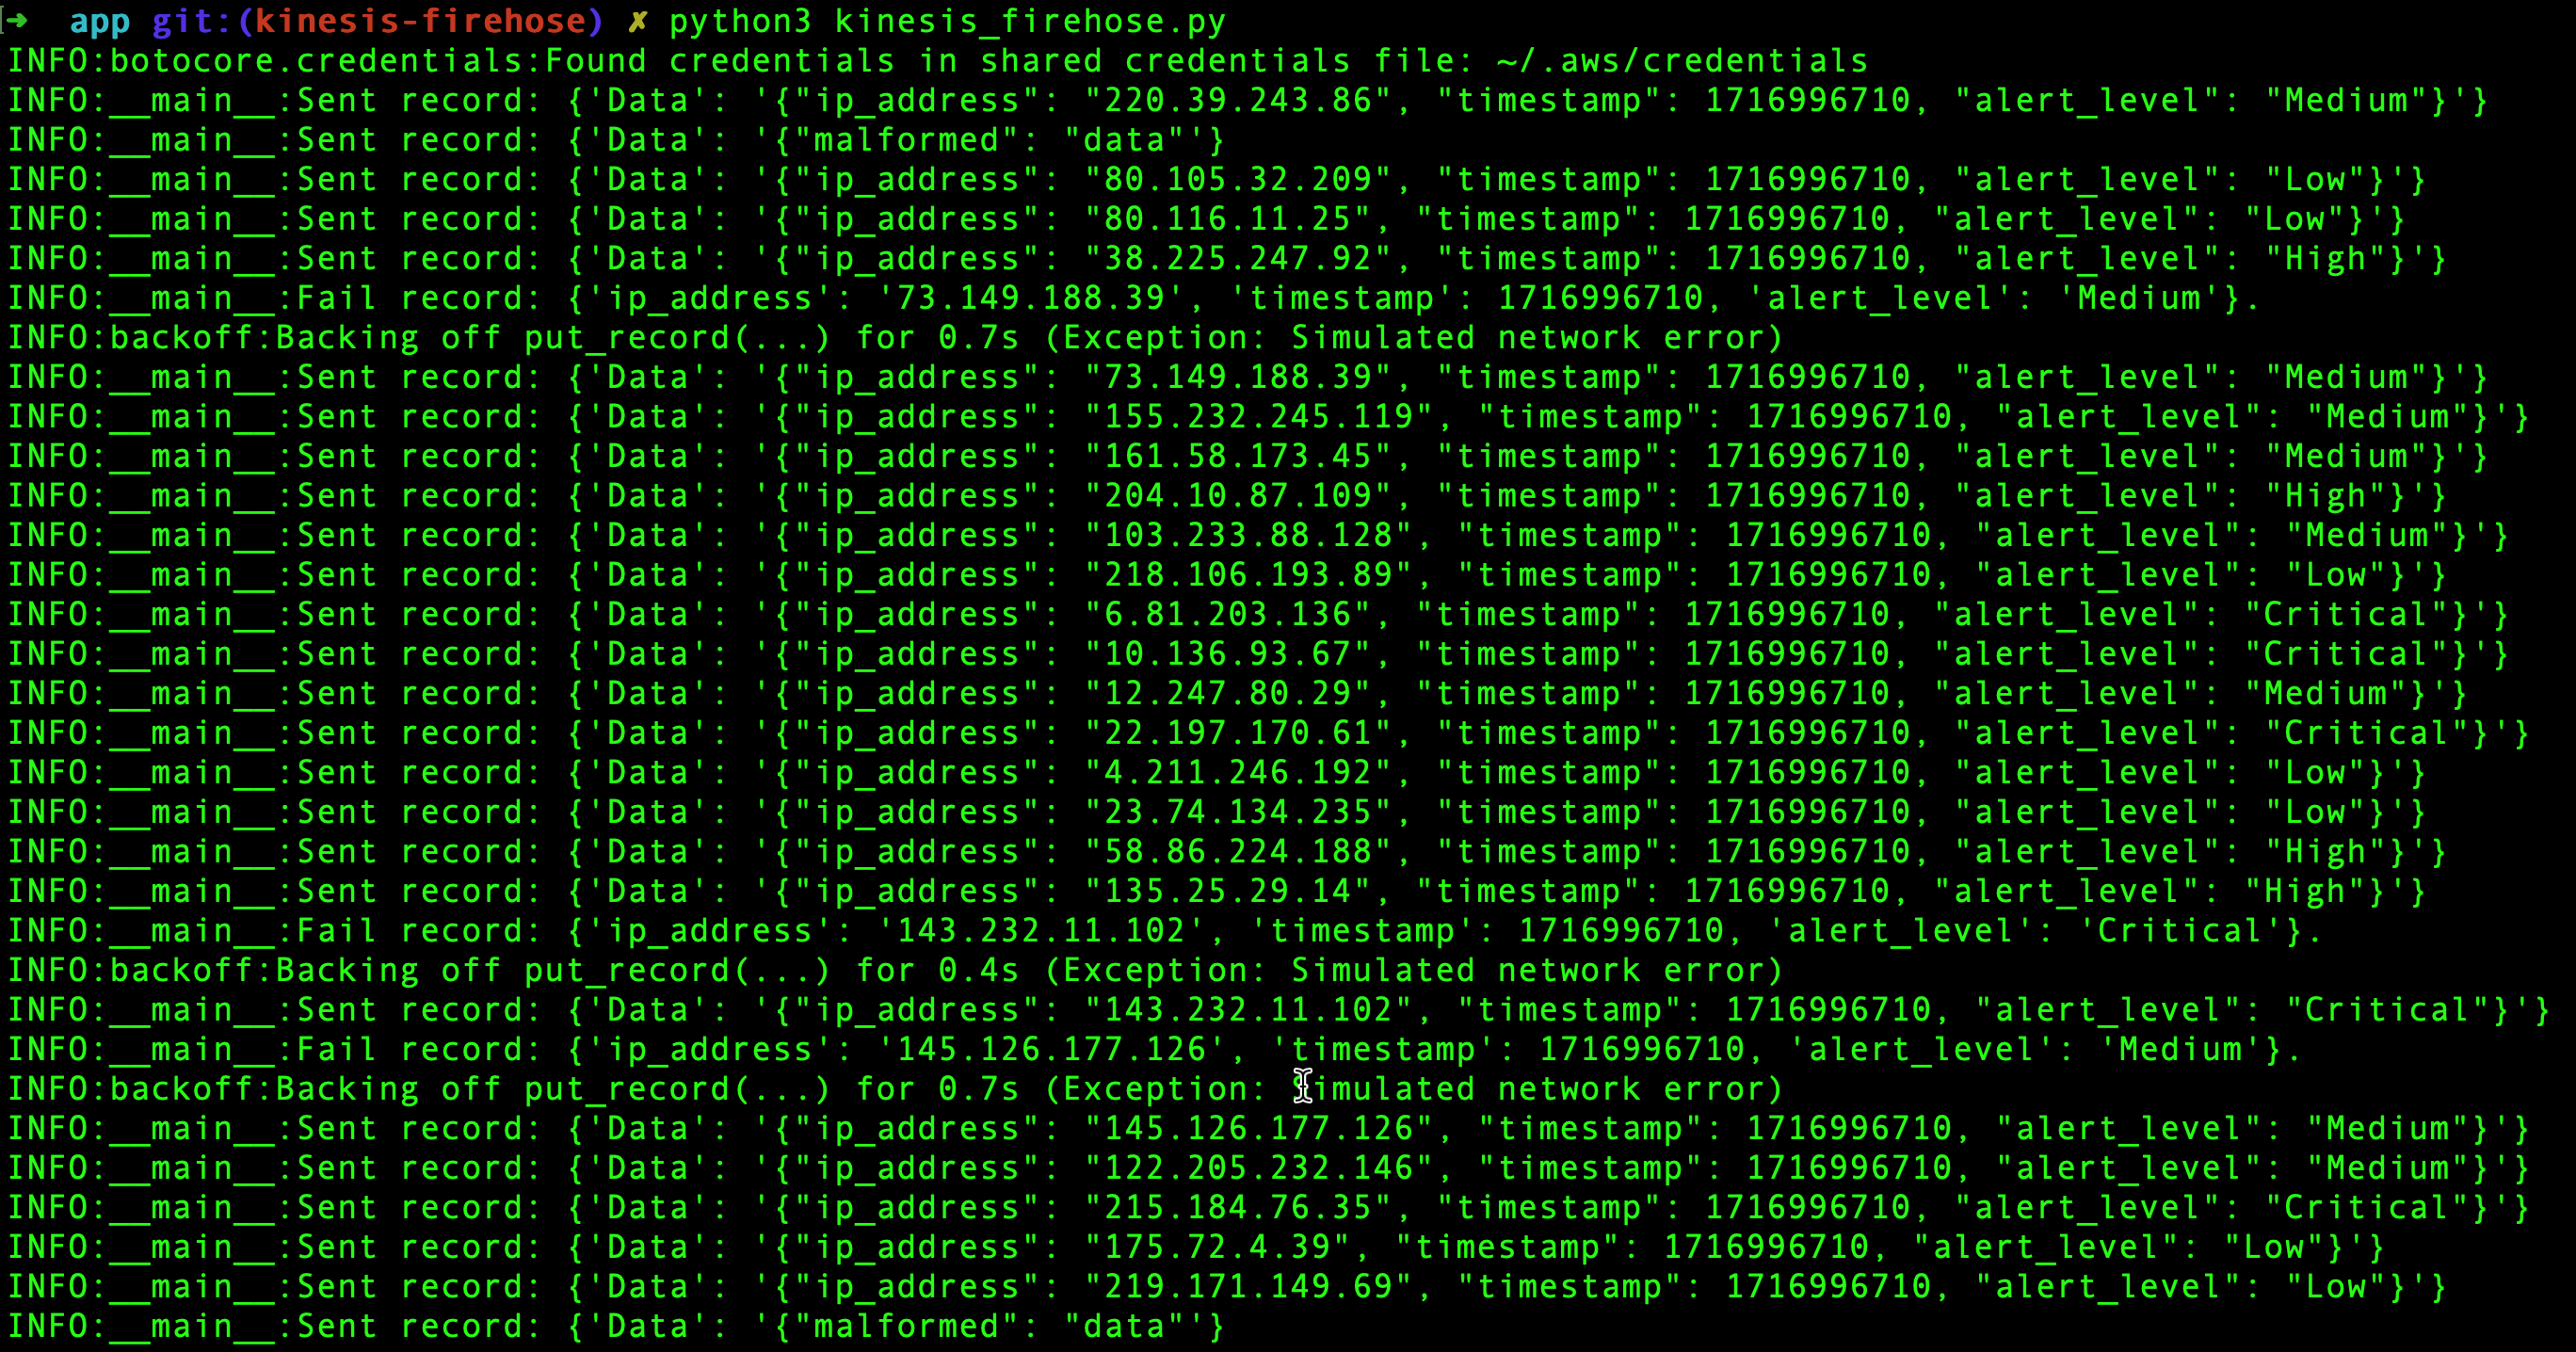 ➜  app git:(kinesis-firehose) ✗ python3 kinesis_firehose.py
INFO:botocore.credentials:Found credentials in shared credentials file: ~/.aws/credentials
INFO:__main__:Sent record: {'Data': '{"ip_address": "220.39.243.86", "timestamp": 1716996710, "alert_level": "Medium"}'}
INFO:__main__:Sent record: {'Data': '{"malformed": "data"'}
INFO:__main__:Sent record: {'Data': '{"ip_address": "80.105.32.209", "timestamp": 1716996710, "alert_level": "Low"}'}
INFO:__main__:Sent record: {'Data': '{"ip_address": "80.116.11.25", "timestamp": 1716996710, "alert_level": "Low"}'}
INFO:__main__:Sent record: {'Data': '{"ip_address": "38.225.247.92", "timestamp": 1716996710, "alert_level": "High"}'}
INFO:__main__:Fail record: {'ip_address': '73.149.188.39', 'timestamp': 1716996710, 'alert_level': 'Medium'}.
INFO:backoff:Backing off put_record(...) for 0.7s (Exception: Simulated network error)
INFO:__main__:Sent record: {'Data': '{"ip_address": "73.149.188.39", "timestamp": 1716996710, "alert_level": "Medium"}'}
INFO:__main__:Sent record: {'Data': '{"ip_address": "155.232.245.119", "timestamp": 1716996710, "alert_level": "Medium"}'}
INFO:__main__:Sent record: {'Data': '{"ip_address": "161.58.173.45", "timestamp": 1716996710, "alert_level": "Medium"}'}
INFO:__main__:Sent record: {'Data': '{"ip_address": "204.10.87.109", "timestamp": 1716996710, "alert_level": "High"}'}
INFO:__main__:Sent record: {'Data': '{"ip_address": "103.233.88.128", "timestamp": 1716996710, "alert_level": "Medium"}'}
INFO:__main__:Sent record: {'Data': '{"ip_address": "218.106.193.89", "timestamp": 1716996710, "alert_level": "Low"}'}
INFO:__main__:Sent record: {'Data': '{"ip_address": "6.81.203.136", "timestamp": 1716996710, "alert_level": "Critical"}'}
INFO:__main__:Sent record: {'Data': '{"ip_address": "10.136.93.67", "timestamp": 1716996710, "alert_level": "Critical"}'}
INFO:__main__:Sent record: {'Data': '{"ip_address": "12.247.80.29", "timestamp": 1716996710, "alert_level": "Medium"}'}
INFO:__main__:Sent record: {'Data': '{"ip_address": "22.197.170.61", "timestamp": 1716996710, "alert_level": "Critical"}'}
INFO:__main__:Sent record: {'Data': '{"ip_address": "4.211.246.192", "timestamp": 1716996710, "alert_level": "Low"}'}
INFO:__main__:Sent record: {'Data': '{"ip_address": "23.74.134.235", "timestamp": 1716996710, "alert_level": "Low"}'}
INFO:__main__:Sent record: {'Data': '{"ip_address": "58.86.224.188", "timestamp": 1716996710, "alert_level": "High"}'}
INFO:__main__:Sent record: {'Data': '{"ip_address": "135.25.29.14", "timestamp": 1716996710, "alert_level": "High"}'}
INFO:__main__:Fail record: {'ip_address': '143.232.11.102', 'timestamp': 1716996710, 'alert_level': 'Critical'}.
INFO:backoff:Backing off put_record(...) for 0.4s (Exception: Simulated network error)
INFO:__main__:Sent record: {'Data': '{"ip_address": "143.232.11.102", "timestamp": 1716996710, "alert_level": "Critical"}'}
INFO:__main__:Fail record: {'ip_address': '145.126.177.126', 'timestamp': 1716996710, 'alert_level': 'Medium'}.
INFO:backoff:Backing off put_record(...) for 0.7s (Exception: Simulated network error)
INFO:__main__:Sent record: {'Data': '{"ip_address": "145.126.177.126", "timestamp": 1716996710, "alert_level": "Medium"}'}
INFO:__main__:Sent record: {'Data': '{"ip_address": "122.205.232.146", "timestamp": 1716996710, "alert_level": "Medium"}'}
INFO:__main__:Sent record: {'Data': '{"ip_address": "215.184.76.35", "timestamp": 1716996710, "alert_level": "Critical"}'}
INFO:__main__:Sent record: {'Data': '{"ip_address": "175.72.4.39", "timestamp": 1716996710, "alert_level": "Low"}'}
INFO:__main__:Sent record: {'Data': '{"ip_address": "219.171.149.69", "timestamp": 1716996710, "alert_level": "Low"}'}
INFO:__main__:Sent record: {'Data': '{"malformed": "data"'}